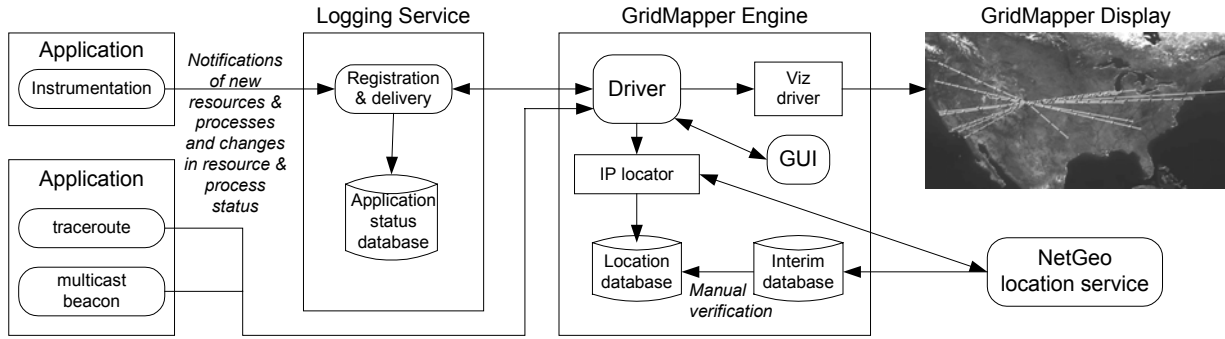 Logging Service
GridMapper Engine
GridMapper Display
Application
Instrumentation
Notifications
of new
resources &
processes
and changes
in resource &
process
status
Registration
& delivery
Application
status
database
Application
traceroute
multicast
beacon
Driver
Viz
driver
GUI
IP locator
Location
database
Manual
verification
Interim
database
NetGeo
location service